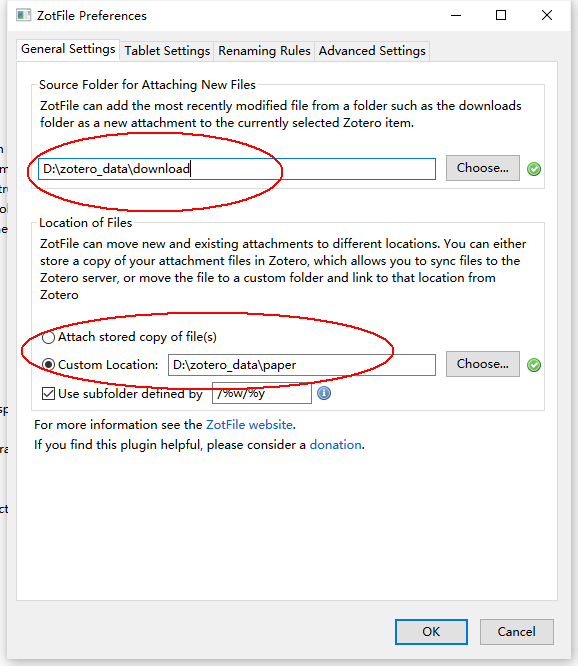 ZotFile Preferences
General Settings Tablet Settings Renaming Rules Advanced Settings
Source Folder for Attaching New Files
ZotFile can add the most recently modified file from a folder such as the downloads
folder as a new attachment to the currently selected Zotero item.
D:\zotero_data\download Choose...
Location of Files
ZotFile can move new and existing attachments to different locations. You can either
store a copy of your attachment files in Zotero, which allows you to sync files to the
Zotero server, or move the file to a custom folder and link to that location from
Zotero
Attach stored copy of file(s)
Custom Location: D:\zotero_data\paper Choose...
Use subfolder defined by /%w/%y
For more information see the ZotFile website.
If you find this plugin helpful, please consider a donation.
OK Cancel